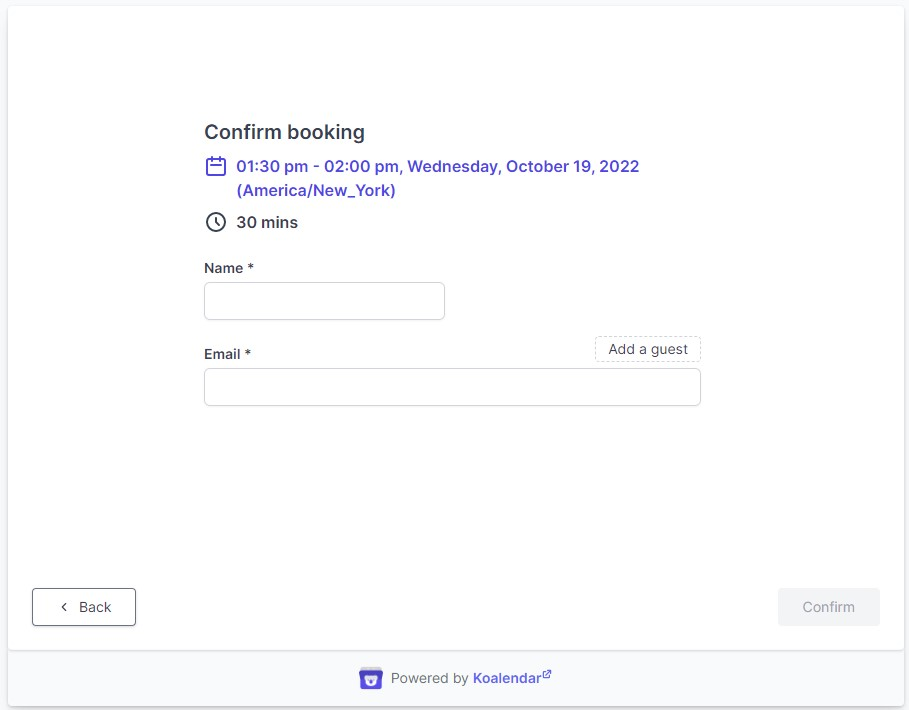 Confirm booking
01:30 pm - 02:00 pm, Wednesday, October 19, 2022
(America/New_York)
30 mins
Name *
Email *
Add a guest
Back
Confirm
Powered by Koalendar